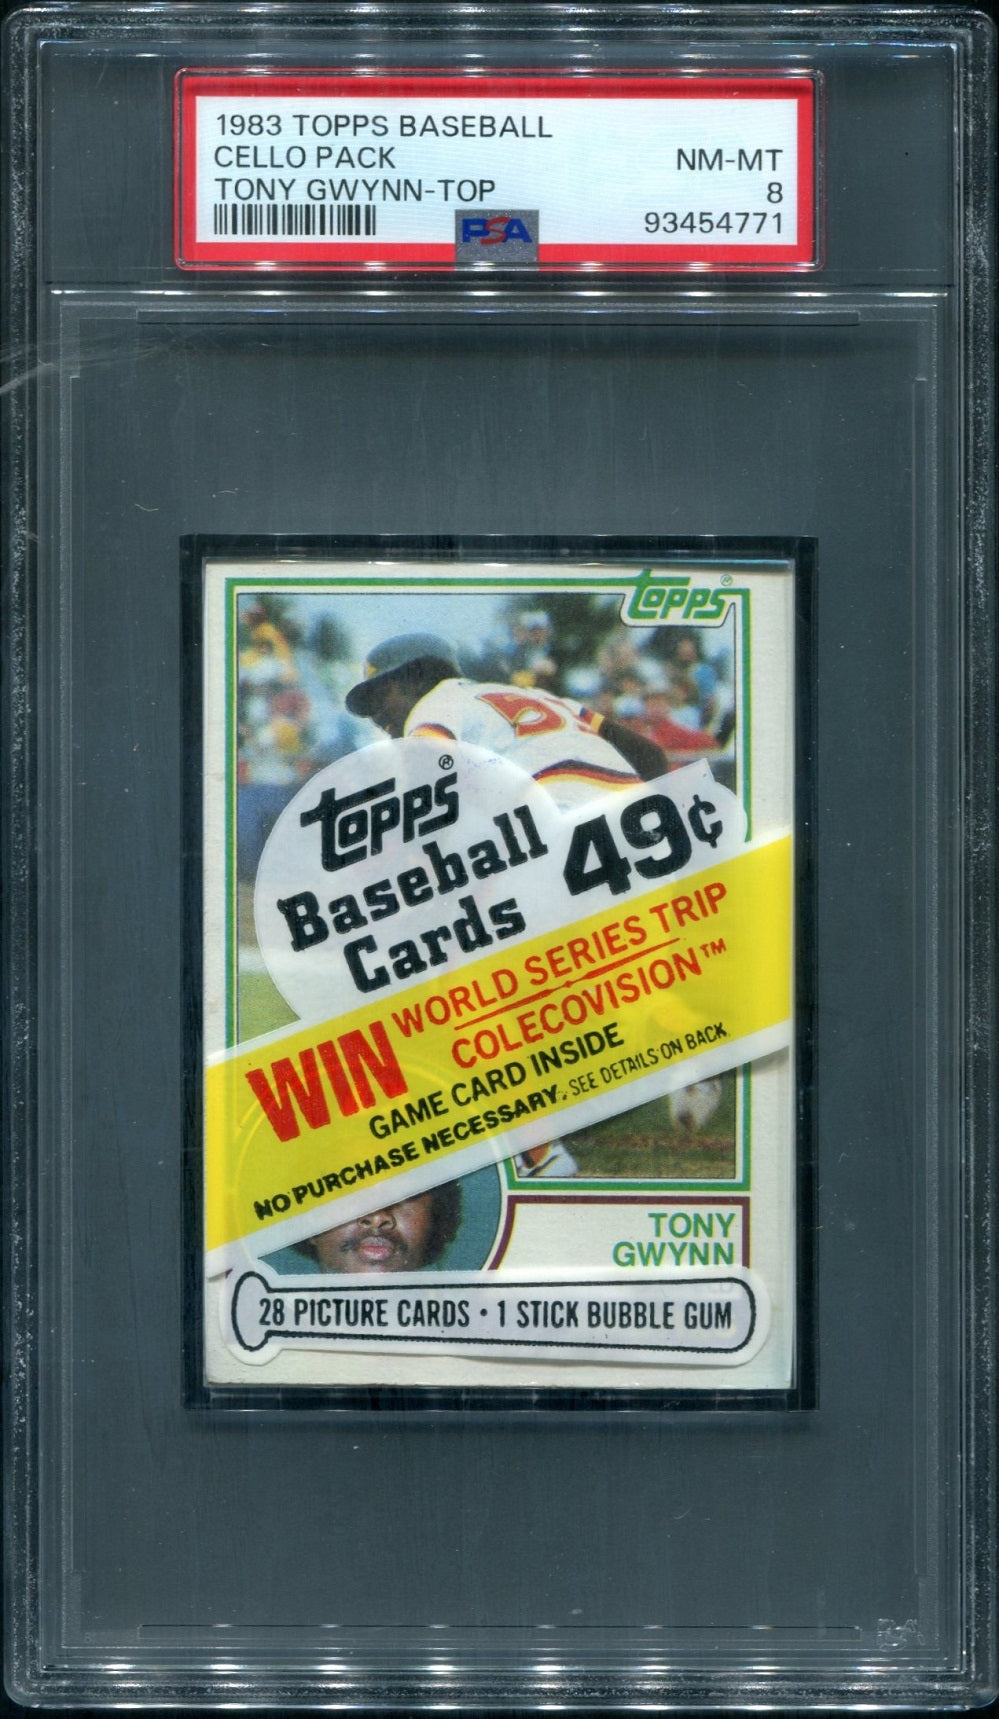 1983 TOPPS BASEBALL
CELLO PACK NM-MT
TONY GWYNN-TOP 8
PSA 93454771
Topps®
5
Topps®
Baseball 49¢
Cards
WIN WORLD SERIES TRIP
COLECOVISION™
GAME CARD INSIDE
NO PURCHASE NECESSARY. SEE DETAILS ON BACK.
TONY
GWYNN
28 PICTURE CARDS • 1 STICK BUBBLE GUM